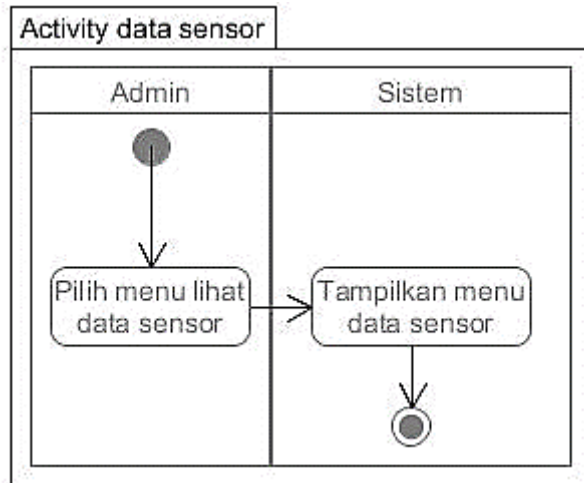 Activity data sensor
Admin
Sistem
Pilih menu lihat
data sensor
Tampilkan menu
data sensor